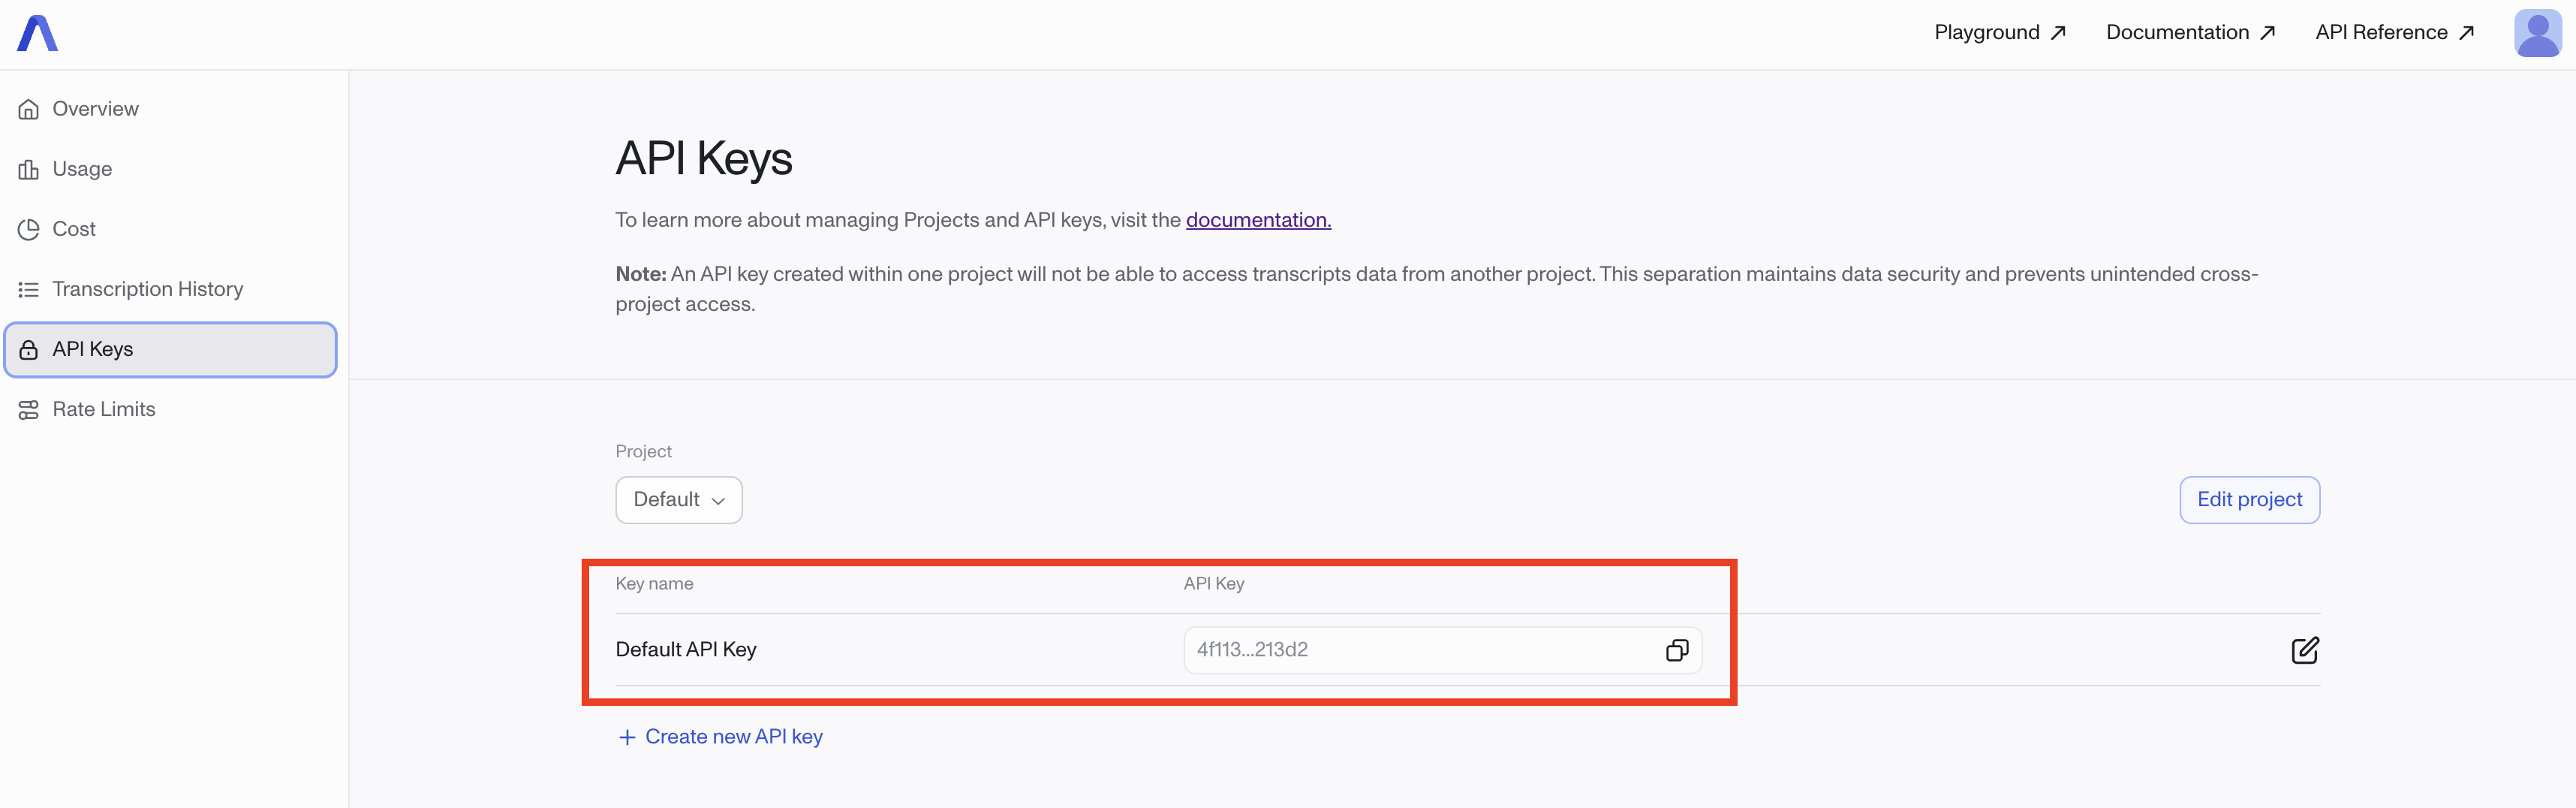 Playground
Documentation
API Reference
Overview
Usage
Cost
Transcription History
API Keys
Rate Limits
API Keys
To learn more about managing Projects and API keys, visit the documentation.
Note: An API key created within one project will not be able to access transcripts data from another project. This separation maintains data security and prevents unintended cross-
project access.
Project
Default
Edit project
Key name API Key
Default API Key 4f113...213d2
+ Create new API key